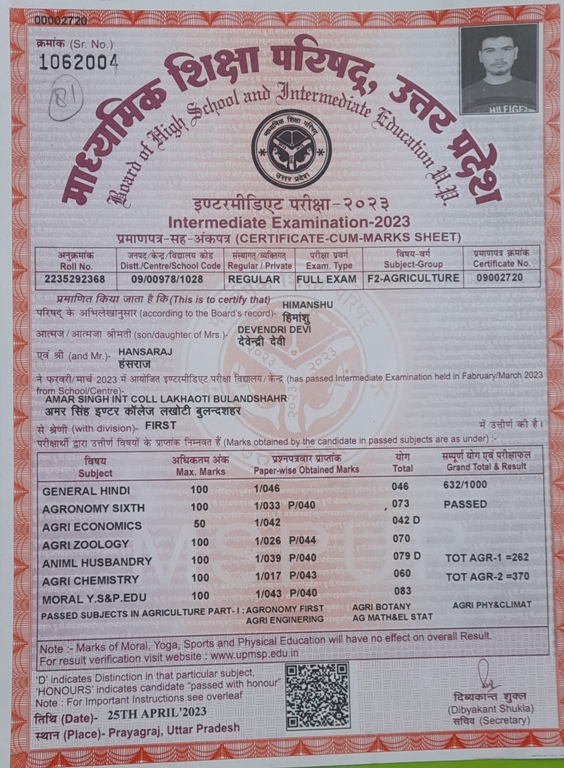 00002720
क्रमांक (Sr. No.)
1062004
माध्यमिक शिक्षा परिषद्, उत्तर प्रदेश
Board of High School and Intermediate Education U.P.
इण्टरमीडिएट परीक्षा - २०२३
Intermediate Examination-2023
प्रमाणपत्र - सह - अंकपत्र (CERTIFICATE-CUM-MARKS SHEET)
अनुक्रमांक जनपद/केन्द्र/विद्यालय कोड संस्थागत/व्यक्तिगत परीक्षा प्रवर्ग विषय-वर्ग प्रमाणपत्र क्रमांक
Roll No. Distt./Centre/School Code Regular / Private Exam. Type Subject-Group Certificate No.
2235292368 09/00978/1028 REGULAR FULL EXAM F2-AGRICULTURE 09002720
प्रमाणित किया जाता है कि (This is to certify that) HIMANSHU
परिषद के अभिलेखानुसार (according to the Board's record)- हिमांशु
आत्मज/आत्मजा श्रीमती (son/daughter of Mrs.)- DEVENDRI DEVI
देवेन्द्री देवी
एवं श्री (and Mr.)- HANSARAJ
हंसराज
ने फरवरी/मार्च 2023 में आयोजित इण्टरमीडिएट परीक्षा विद्यालय/केन्द्र (has passed Intermediate Examination held in Fabruary/March 2023
from School/Centre)-
AMAR SINGH INT COLL LAKHAOTI BULANDSHAHR
अमर सिंह इण्टर कॉलेज लखौटी बुलन्दशहर
से श्रेणी (with division)- FIRST में उत्तीर्ण की है।
परीक्षार्थी द्वारा उत्तीर्ण विषयों के प्राप्तांक निम्नवत हैं (Marks obtained by the candidate in passed subjects are as under) :-
विषय अधिकतम अंक प्रश्नपत्रवार प्राप्तांक योग सम्पूर्ण योग एवं परीक्षाफल
Subject Max. Marks Paper-wise Obtained Marks Total Grand Total & Result
GENERAL HINDI 100 1/046 046 632/1000
AGRONOMY SIXTH 100 1/033 P/040 073 PASSED
AGRI ECONOMICS 50 1/042 042 D
AGRI ZOOLOGY 100 1/026 P/044 070
ANIML HUSBANDRY 100 1/039 P/040 079 D TOT AGR-1 =262
AGRI CHEMISTRY 100 1/017 P/043 060 TOT AGR-2 =370
MORAL Y.S&P.EDU 100 1/043 P/040 083
PASSED SUBJECTS IN AGRICULTURE PART- I : AGRONOMY FIRST AGRI BOTANY AGRI PHY&CLIMAT
AGRI ENGINERING AG MATH&EL STAT
Note :- Marks of Moral, Yoga, Sports and Physical Education will have no effect on overall Result.
For result verification visit website : www.upmsp.edu.in
'D' indicates Distinction in that particular subject.
'HONOURS' indicates candidate 'passed with honour'
Note : For Important Instructions see overleaf
तिथि (Date)- 25TH APRIL 2023
स्थान (Place)- Prayagraj, Uttar Pradesh
दिब्यकान्त शुक्ल
(Dibyakant Shukla)
सचिव (Secretary)